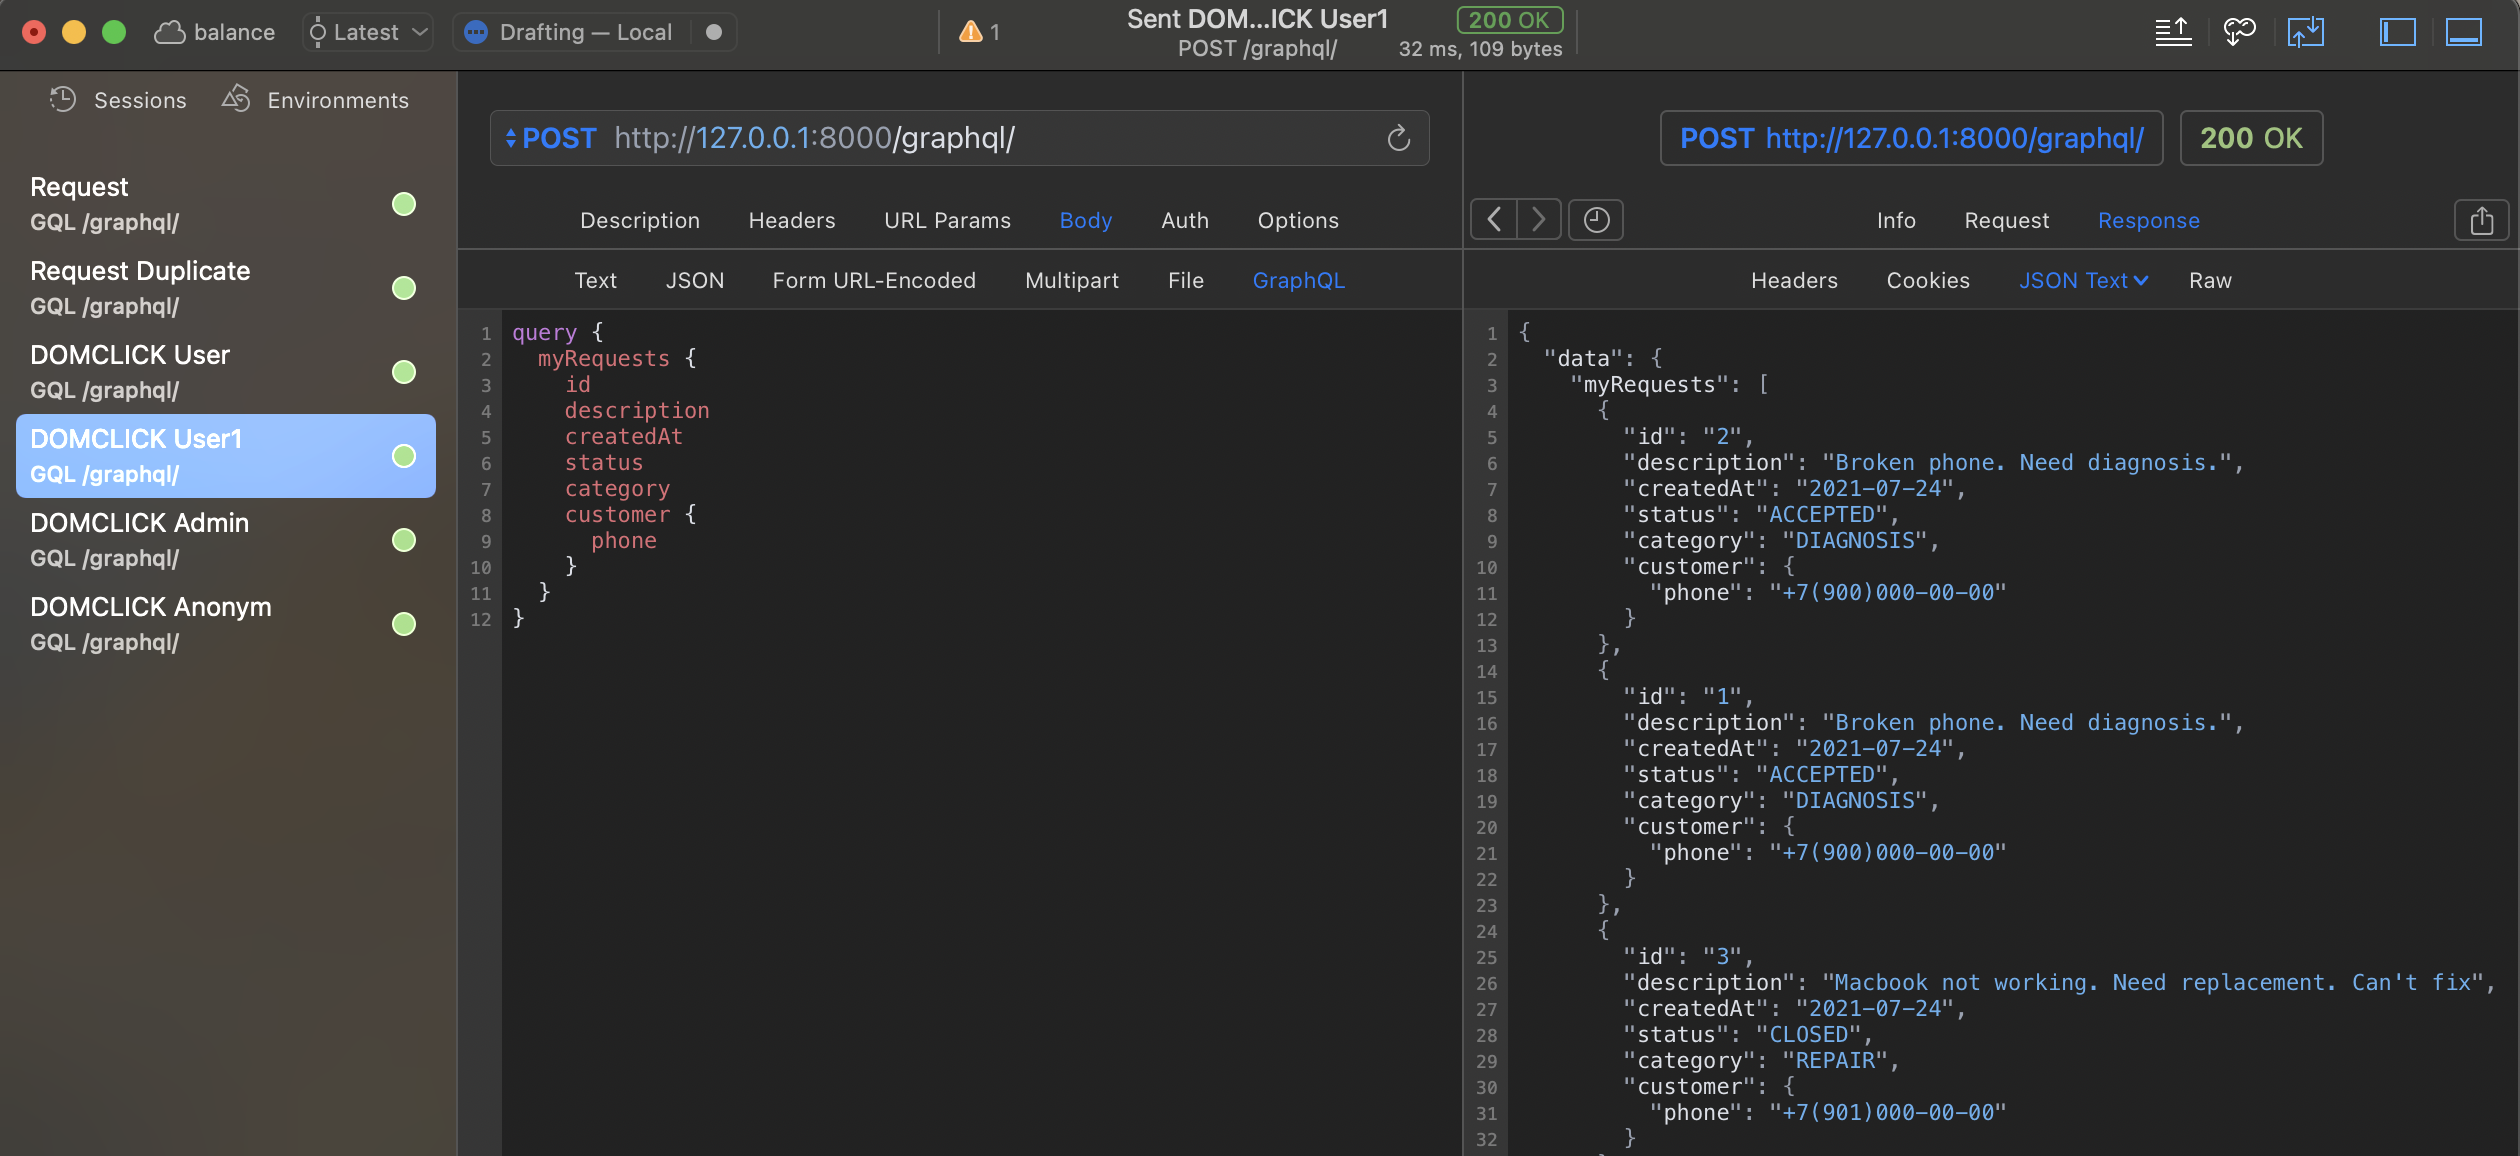 balance
Latest
Drafting — Local
1
Sent DOM...ICK User1
POST /graphql/
200 OK
32 ms, 109 bytes
Sessions
Environments
Request
GQL /graphql/
Request Duplicate
GQL /graphql/
DOMCLICK User
GQL /graphql/
DOMCLICK User1
GQL /graphql/
DOMCLICK Admin
GQL /graphql/
DOMCLICK Anonym
GQL /graphql/
POST http://127.0.0.1:8000/graphql/
Description Headers URL Params Body Auth Options
Text JSON Form URL-Encoded Multipart File GraphQL
1 query {
2 myRequests {
3 id
4 description
5 createdAt
6 status
7 category
8 customer {
9 phone
10 }
11 }
12 }
POST http://127.0.0.1:8000/graphql/
200 OK
Info Request Response
Headers Cookies JSON Text Raw
1 {
2 "data": {
3 "myRequests": [
4 {
5 "id": "2",
6 "description": "Broken phone. Need diagnosis.",
7 "createdAt": "2021-07-24",
8 "status": "ACCEPTED",
9 "category": "DIAGNOSIS",
10 "customer": {
11 "phone": "+7(900)000-00-00"
12 }
13 },
14 {
15 "id": "1",
16 "description": "Broken phone. Need diagnosis.",
17 "createdAt": "2021-07-24",
18 "status": "ACCEPTED",
19 "category": "DIAGNOSIS",
20 "customer": {
21 "phone": "+7(900)000-00-00"
22 }
23 },
24 {
25 "id": "3",
26 "description": "Macbook not working. Need replacement. Can't fix",
27 "createdAt": "2021-07-24",
28 "status": "CLOSED",
29 "category": "REPAIR",
30 "customer": {
31 "phone": "+7(901)000-00-00"
32 }